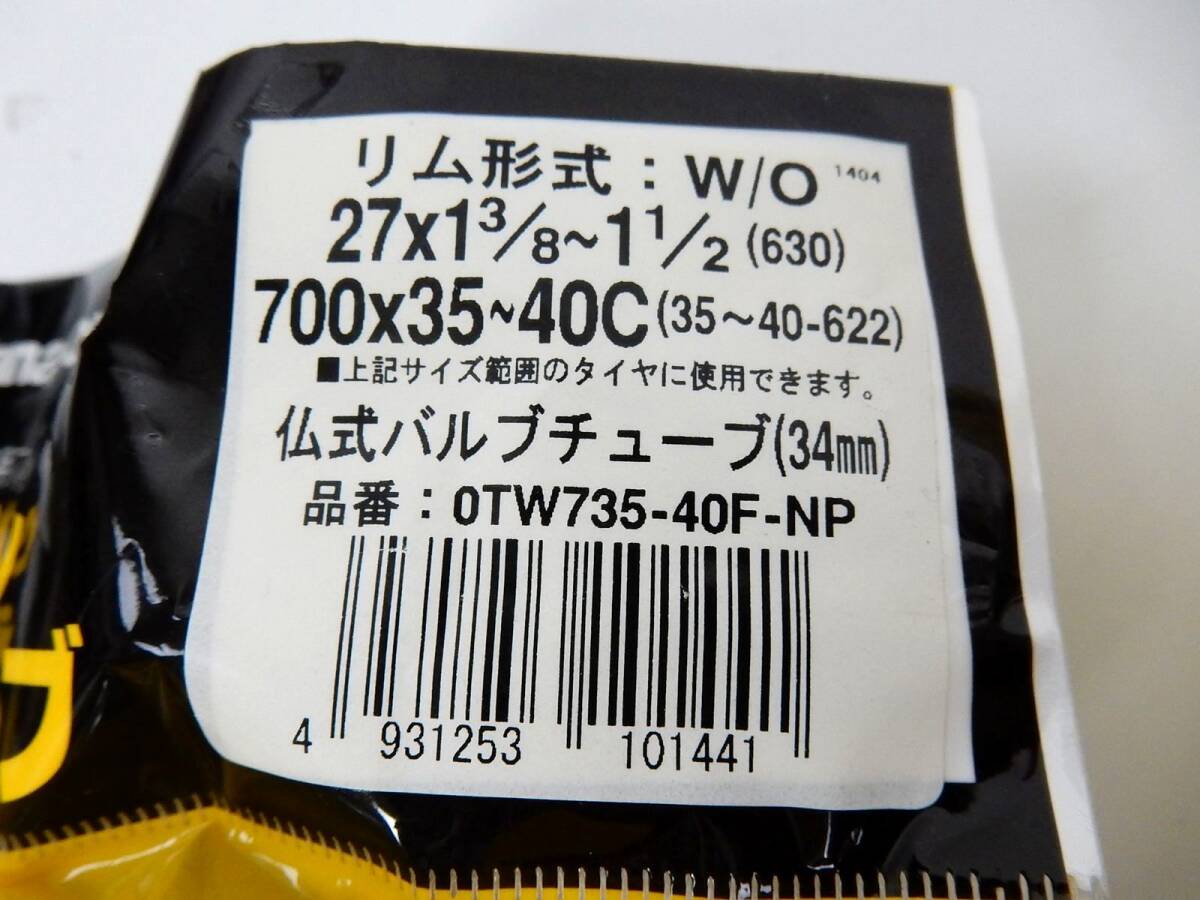 リム形式：W/O 1404
27x1 3/8~1 1/2 (630)
700x35~40C(35~40-622)
■上記サイズ範囲のタイヤに使用できます。
仏式バルブチューブ(34mm)
品番：0TW735-40F-NP
4 931253 101441
ブ